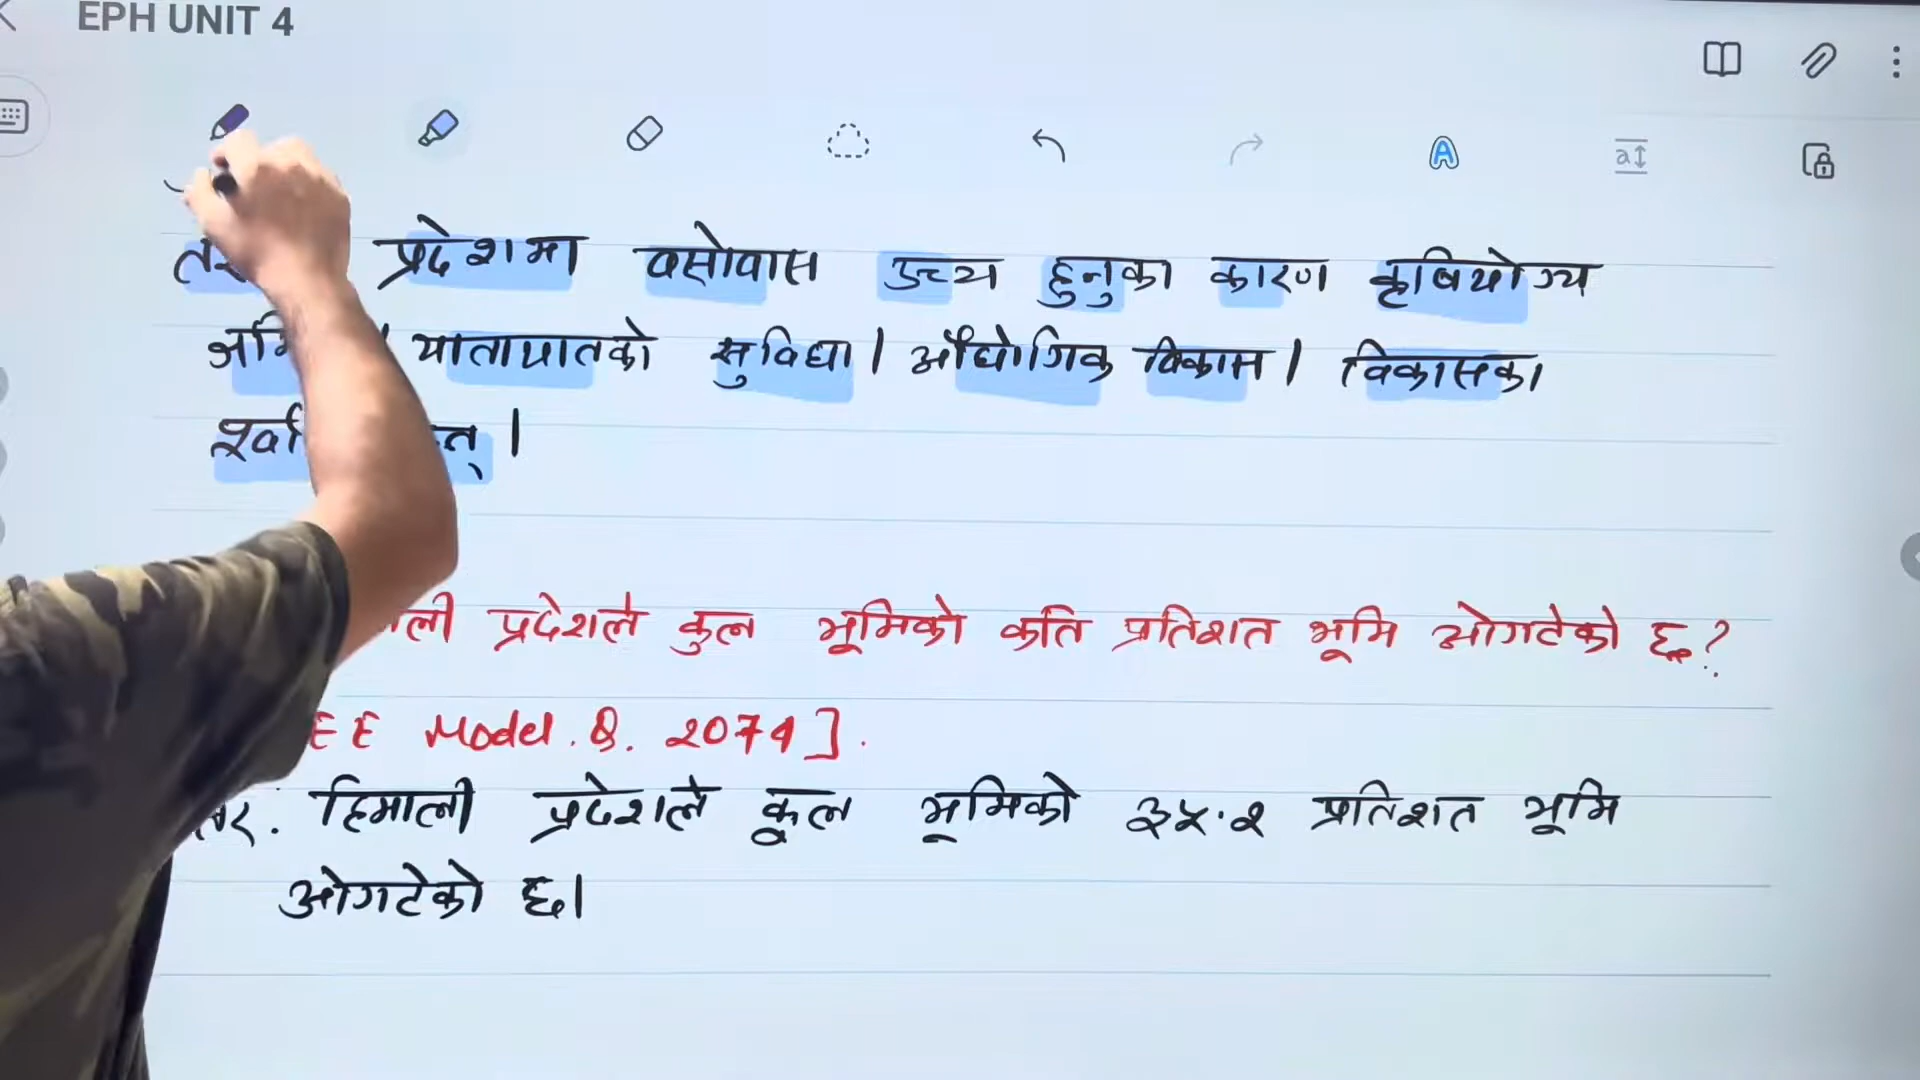 EPH UNIT 4
प्रदेशमा बसोबास उच्च हुनुका कारण कृषियोग्य
यातायातको सुविधा। औद्योगिक विकास। विकासका
ओगटेको प्रदेशले कुल भूमिको कति प्रतिशत भूमि ओगटेको छ?
EE Model. Q. 2074].
हिमाली प्रदेशले कूल भूमिको ३५.२ प्रतिशत भूमि
ओगटेको छ।